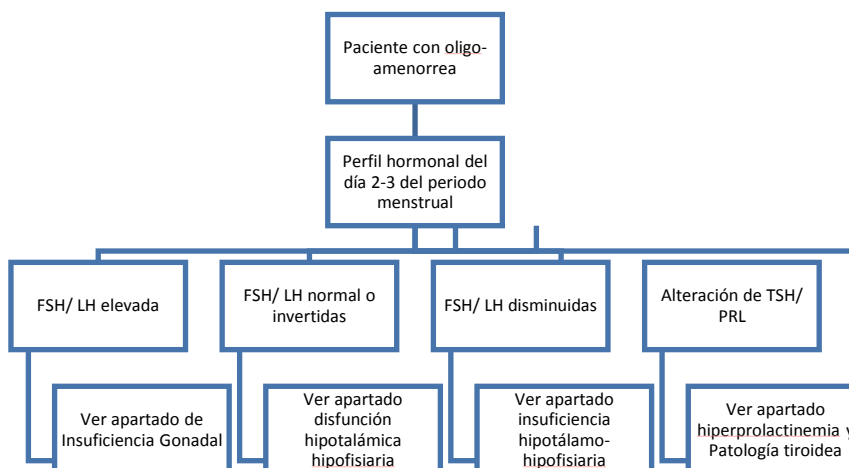 Paciente con oligo-
amenorrea
Perfil hormonal del
día 2-3 del periodo
menstrual
FSH/ LH elevada
FSH/ LH normal o
invertidas
FSH/ LH disminuidas
Alteración de TSH/
PRL
Ver apartado de
Insuficiencia Gonadal
Ver apartado
disfunción
hipotalámica
hipofisiaria
Ver apartado
insuficiencia
hipotálamo-
hipofisiaria
Ver apartado
hiperprolactinemia y
Patología tiroidea